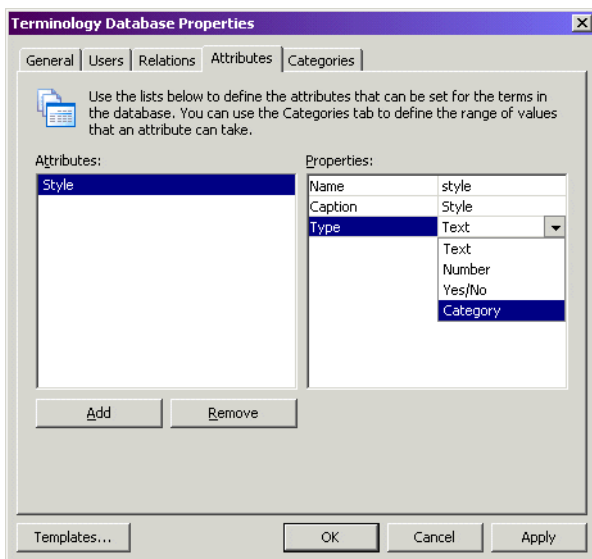 Terminology Database Properties
General Users Relations Attributes Categories
Use the lists below to define the attributes that can be set for the terms in
the database. You can use the Categories tab to define the range of values
that an attribute can take.
Attributes:
Style
Properties:
Name style
Caption Style
Type Text
Text
Number
Yes/No
Category
Add Remove
Templates... OK Cancel Apply